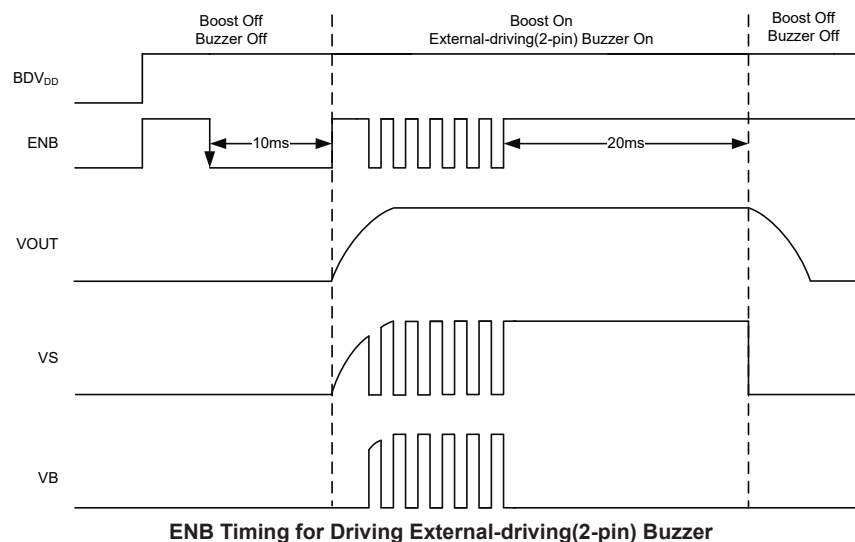 Boost Off
Buzzer Off
Boost On
External-driving(2-pin) Buzzer On
Boost Off
Buzzer Off
BDVDD
ENB
10ms
20ms
VOUT
VS
VB
ENB Timing for Driving External-driving(2-pin) Buzzer